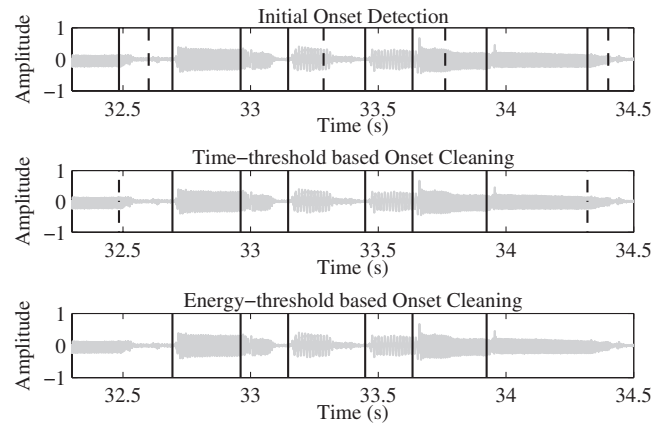 Initial Onset Detection
Amplitude
1
0
−1
32.5 33 33.5 34 34.5
Time (s)
Time−threshold based Onset Cleaning
Amplitude
1
0
−1
32.5 33 33.5 34 34.5
Time (s)
Energy−threshold based Onset Cleaning
Amplitude
1
0
−1
32.5 33 33.5 34 34.5
Time (s)